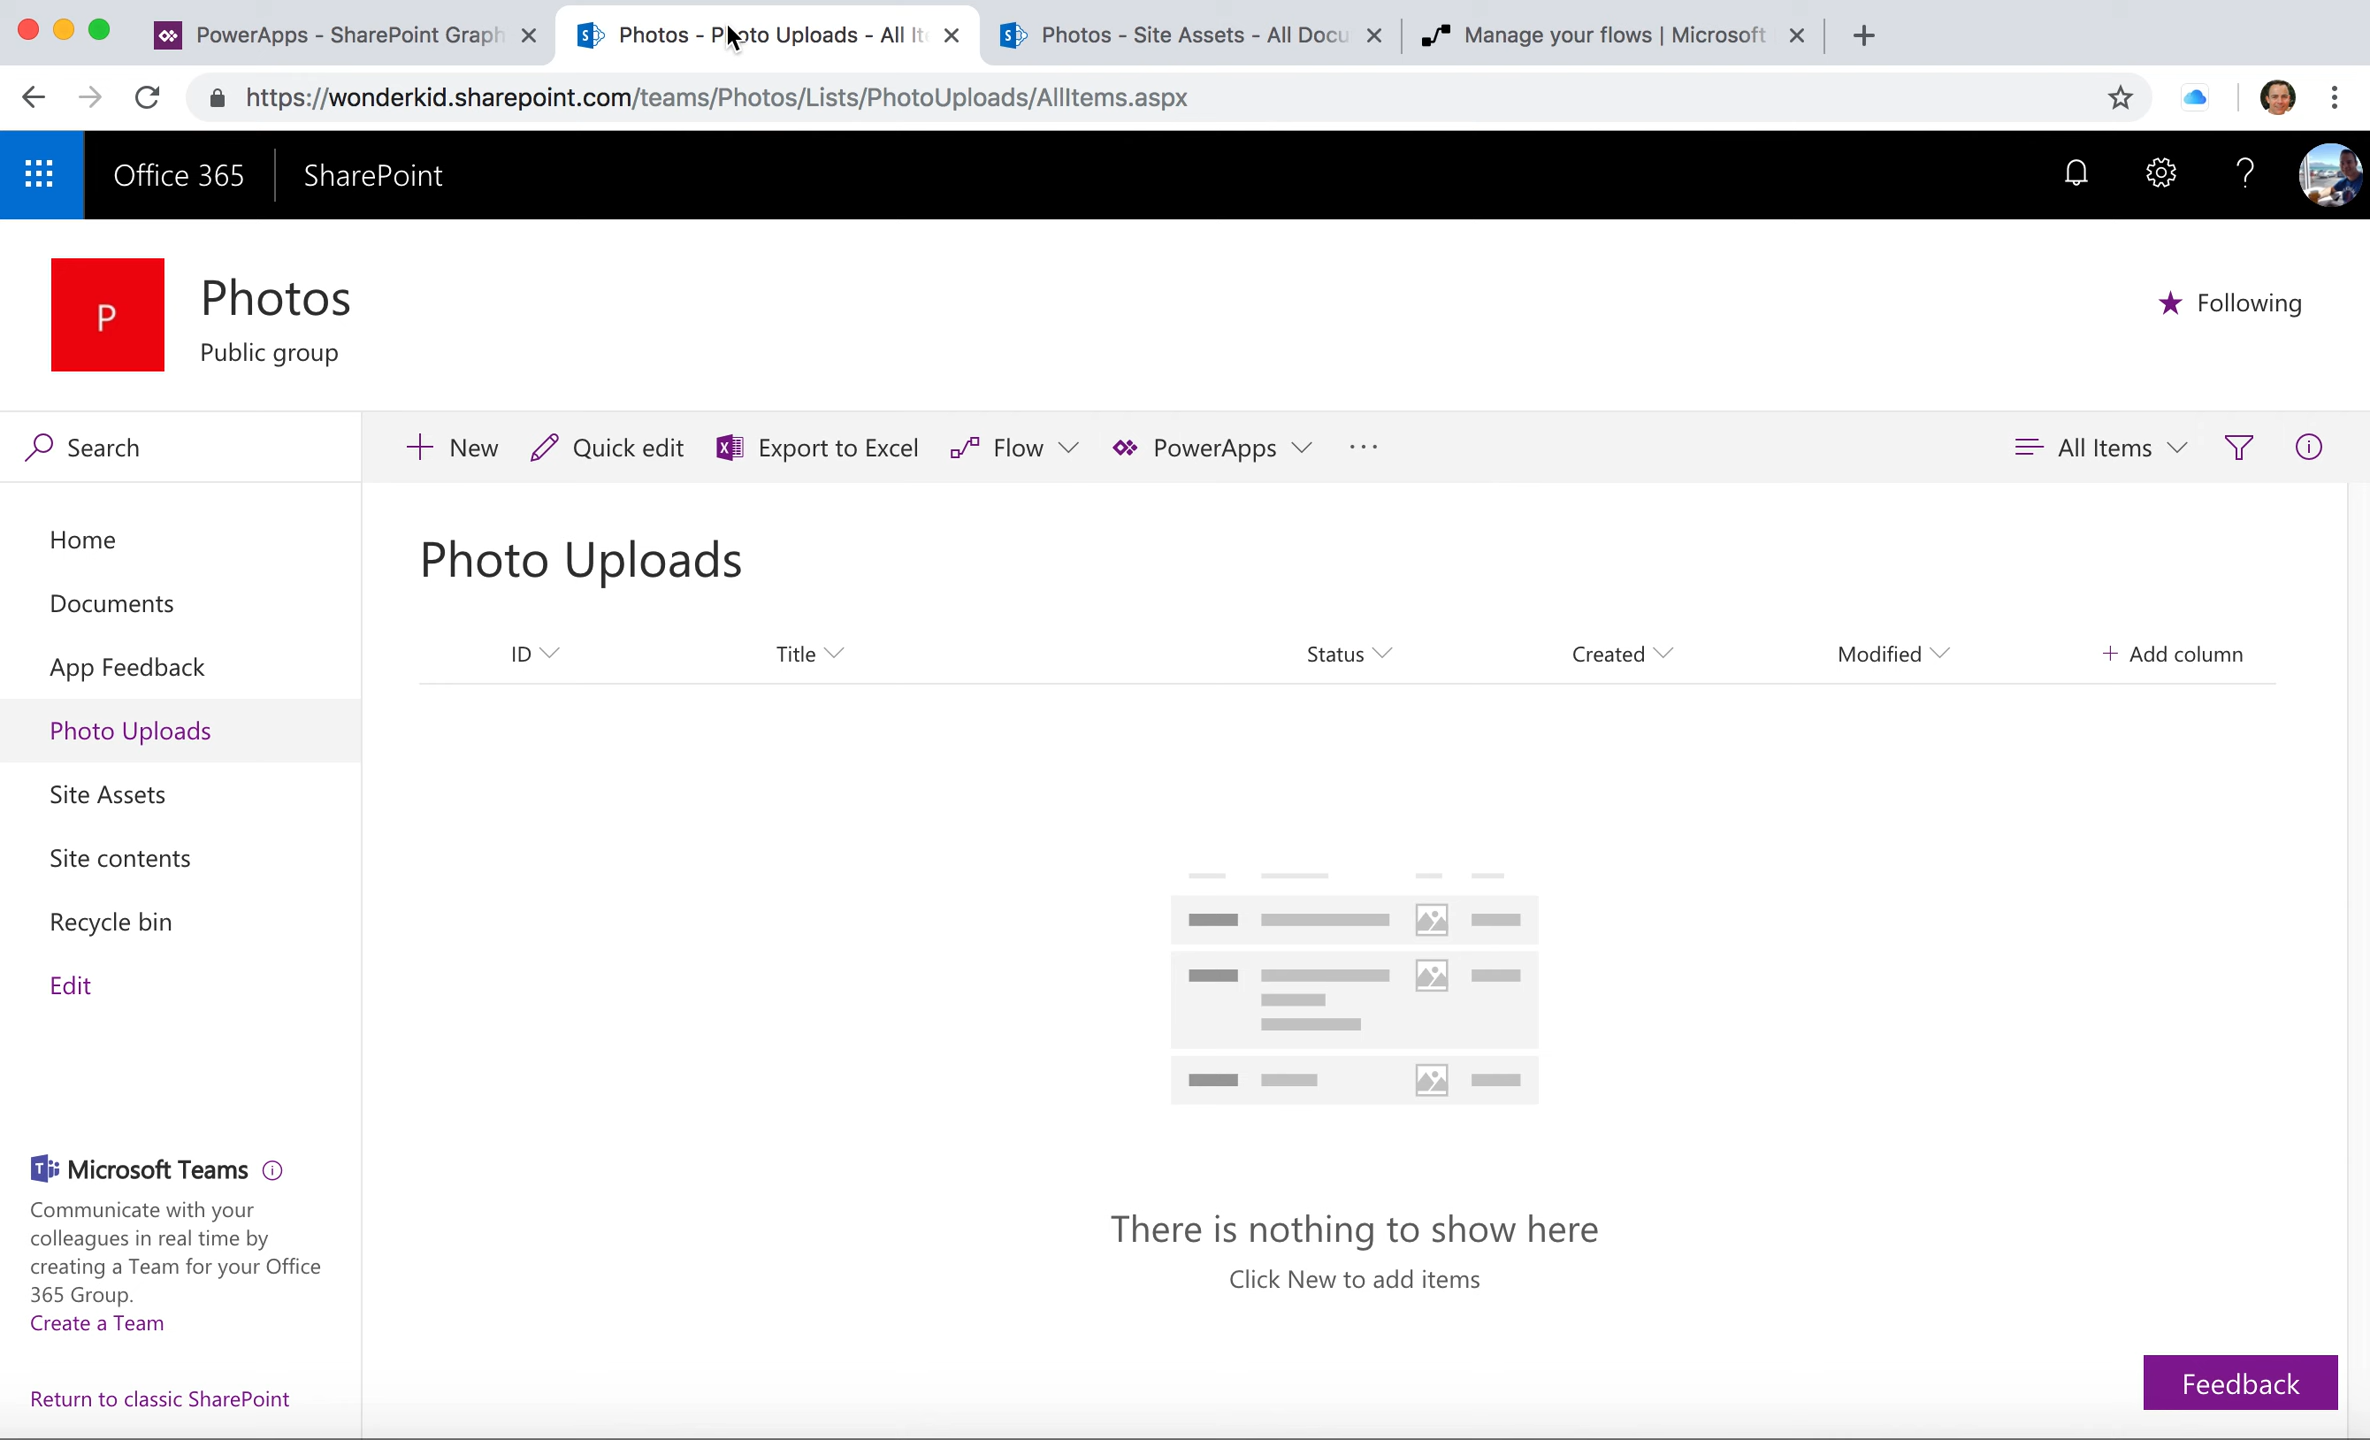 PowerApps - SharePoint Graph
Photos - Photo Uploads - All It
Photos - Site Assets - All Docu
Manage your flows | Microsoft
https://wonderkid.sharepoint.com/teams/Photos/Lists/PhotoUploads/AllItems.aspx
Office 365
SharePoint
P
Photos
Public group
Following
Search
New
Quick edit
Export to Excel
Flow
PowerApps
All Items
Home
Documents
App Feedback
Photo Uploads
Site Assets
Site contents
Recycle bin
Edit
Photo Uploads
ID
Title
Status
Created
Modified
+ Add column
There is nothing to show here
Click New to add items
Microsoft Teams
Communicate with your
colleagues in real time by
creating a Team for your Office
365 Group.
Create a Team
Return to classic SharePoint
Feedback